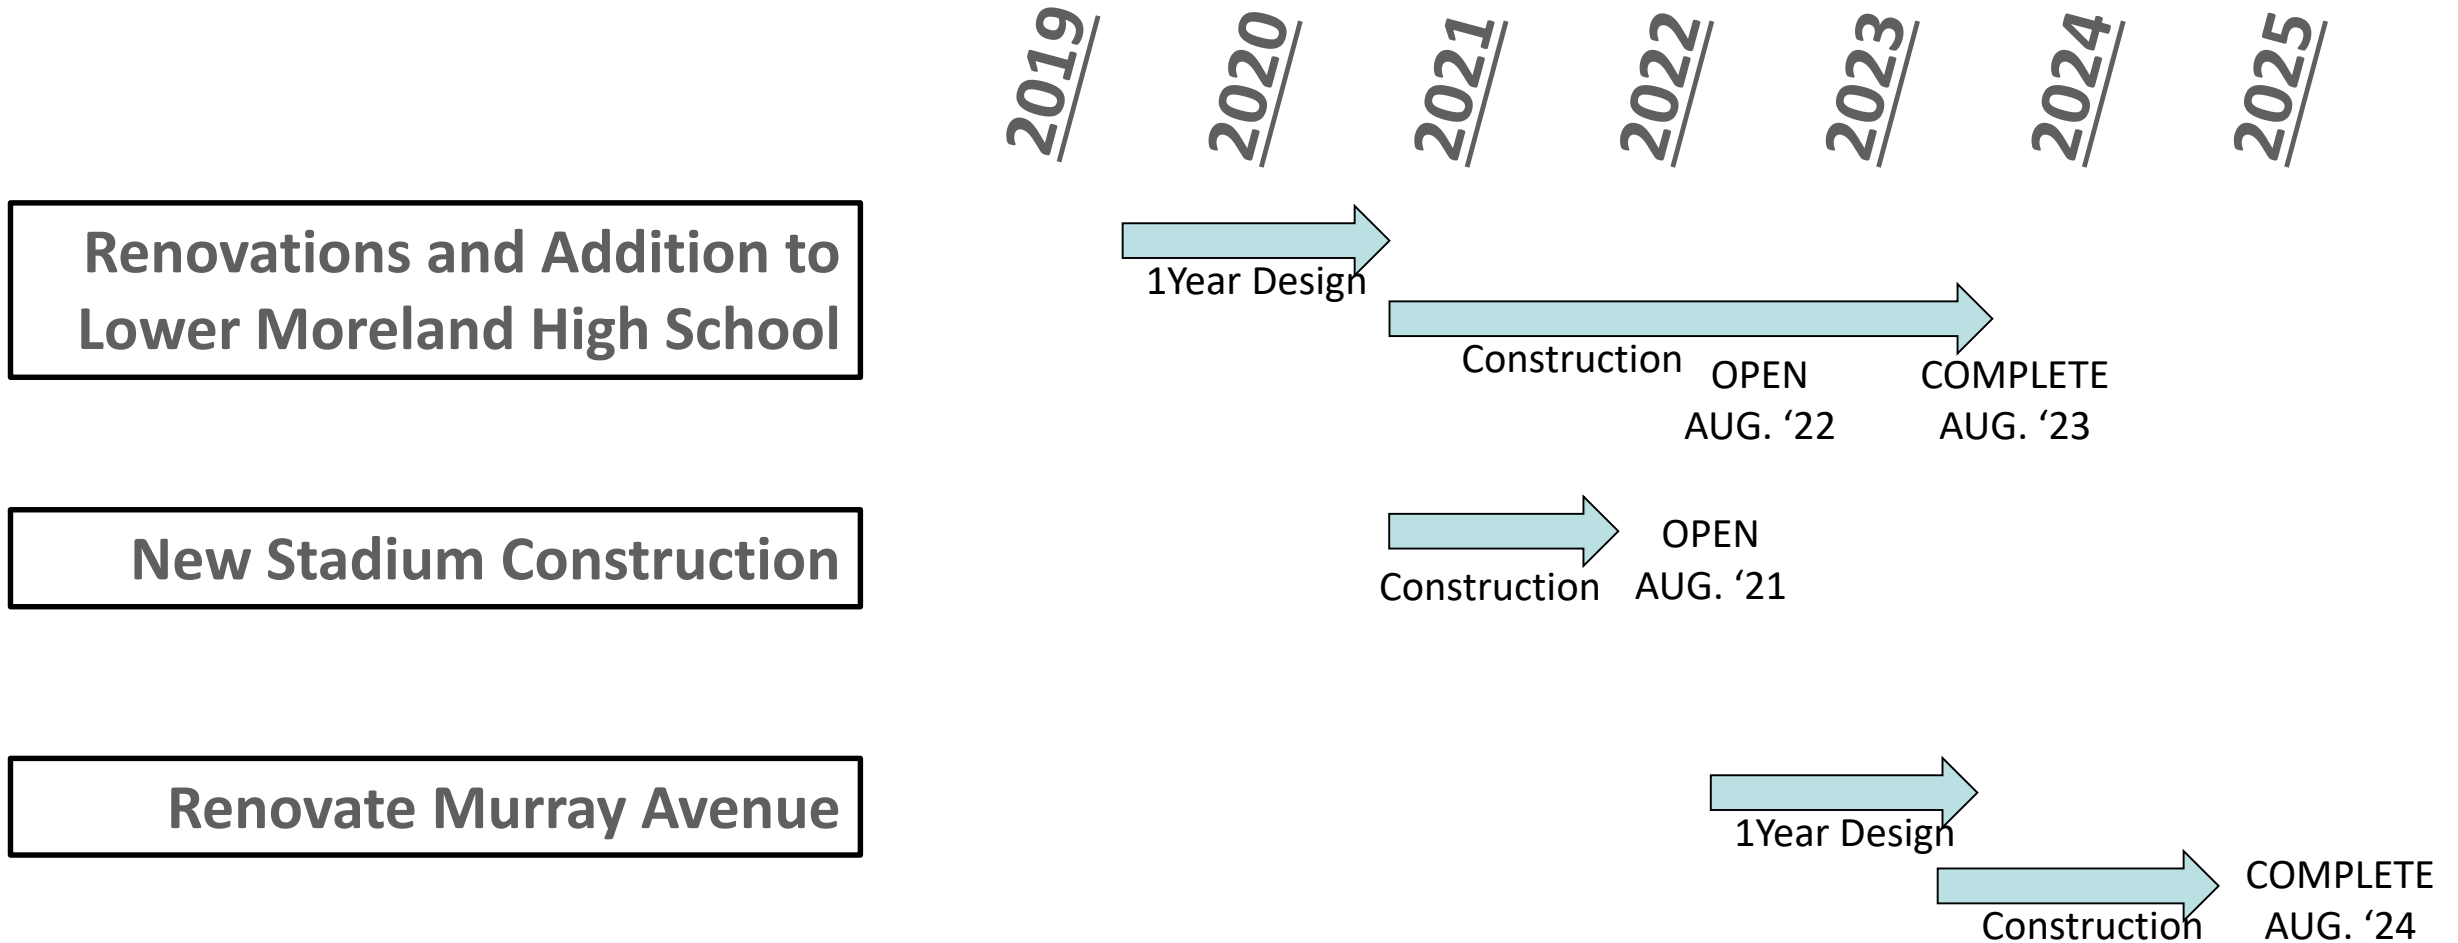 2019
2020
2021
2022
2023
2024
2025
Renovations and Addition to
Lower Moreland High School
1Year Design
Construction
OPEN
AUG. ‘22
COMPLETE
AUG. ‘23
New Stadium Construction
Construction
OPEN
AUG. ‘21
Renovate Murray Avenue
1Year Design
Construction
COMPLETE
AUG. ‘24